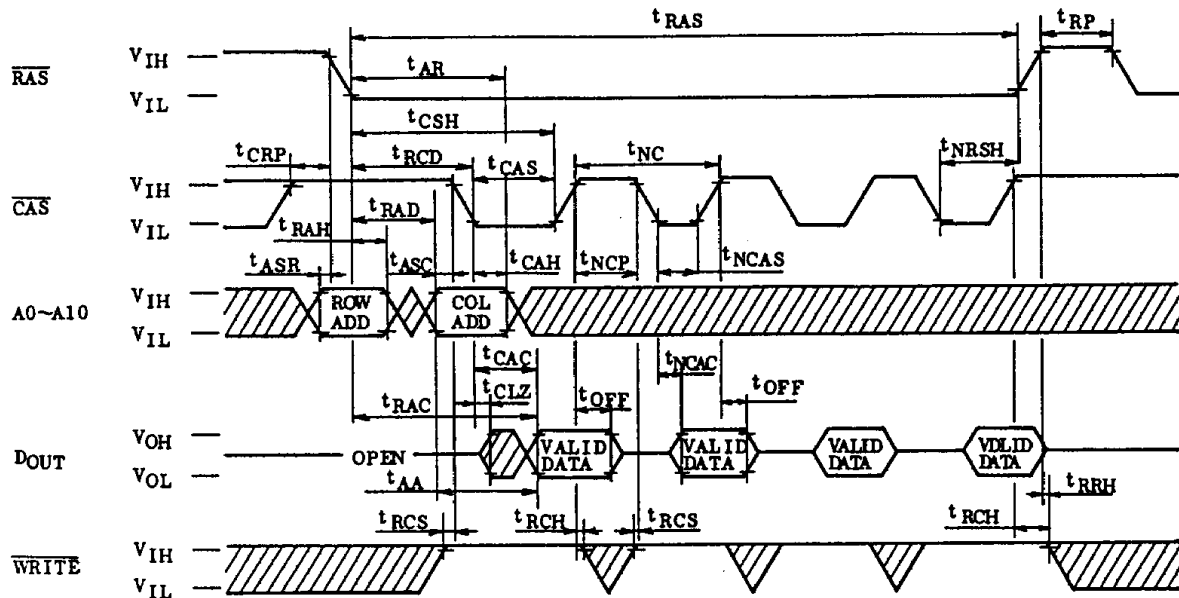 tRAS
tRP
RAS
VIH
VIL
tAR
tCSH
tCRP
tRCD
tCAS
tNC
tNRSH
CAS
VIH
VIL
tRAD
tRAH
tASR
tASC
tCAH
tNCP
tNCAS
A0~A10
VIH
VIL
ROW ADD
COL ADD
tCAC
tNCAC
tCLZ
tOFF
tOFF
tRAC
DOUT
VOH
VOL
OPEN
VALID DATA
VALID DATA
VALID DATA
VDLID DATA
tAA
tRRH
tRCS
tRCH
tRCS
tRCH
WRITE
VIH
VIL